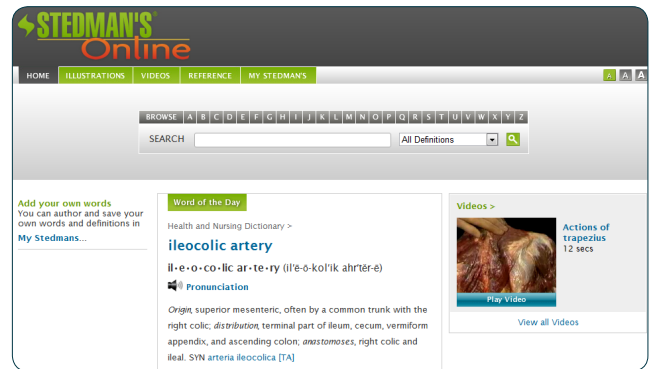 STEDMAN'S
Online
HOME ILLUSTRATIONS VIDEOS REFERENCE MY STEDMAN'S A A A
BROWSE A B C D E F G H I J K L M N O P Q R S T U V W X Y Z
SEARCH All Definitions
Add your own words
You can author and save your
own words and definitions in
My Stedmans...
Word of the Day
Health and Nursing Dictionary >
ileocolic artery
il·e·o·co·lic ar·te·ry (il'ē-ō-kol'ik ahr'tĕr-ē)
Pronunciation
Origin, superior mesenteric, often by a common trunk with the
right colic; distribution, terminal part of ileum, cecum, vermiform
appendix, and ascending colon; anastomoses, right colic and
ileal. SYN arteria ileocolica [TA]
Videos >
Actions of
trapezius
12 secs
Play Video
View all Videos